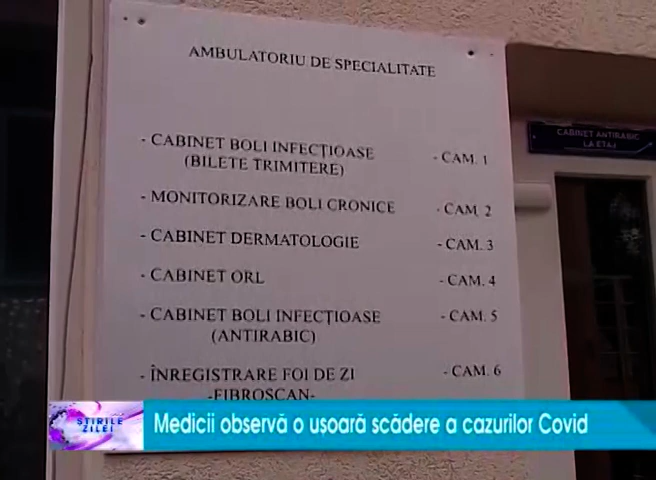 AMBULATORIU DE SPECIALITATE
- CABINET BOLI INFECȚIOASE - CAM. 1
(BILETE TRIMITERE)
- MONITORIZARE BOLI CRONICE - CAM. 2
- CABINET DERMATOLOGIE - CAM. 3
- CABINET ORL - CAM. 4
- CABINET BOLI INFECȚIOASE - CAM. 5
(ANTIRABIC)
- ÎNREGISTRARE FOI DE ZI - CAM. 6
-FIBROSCAN-
CABINET ANTIRABIC
LA ETAJ
ȘTIRILE
ZILEI
Medicii observă o ușoară scădere a cazurilor Covid